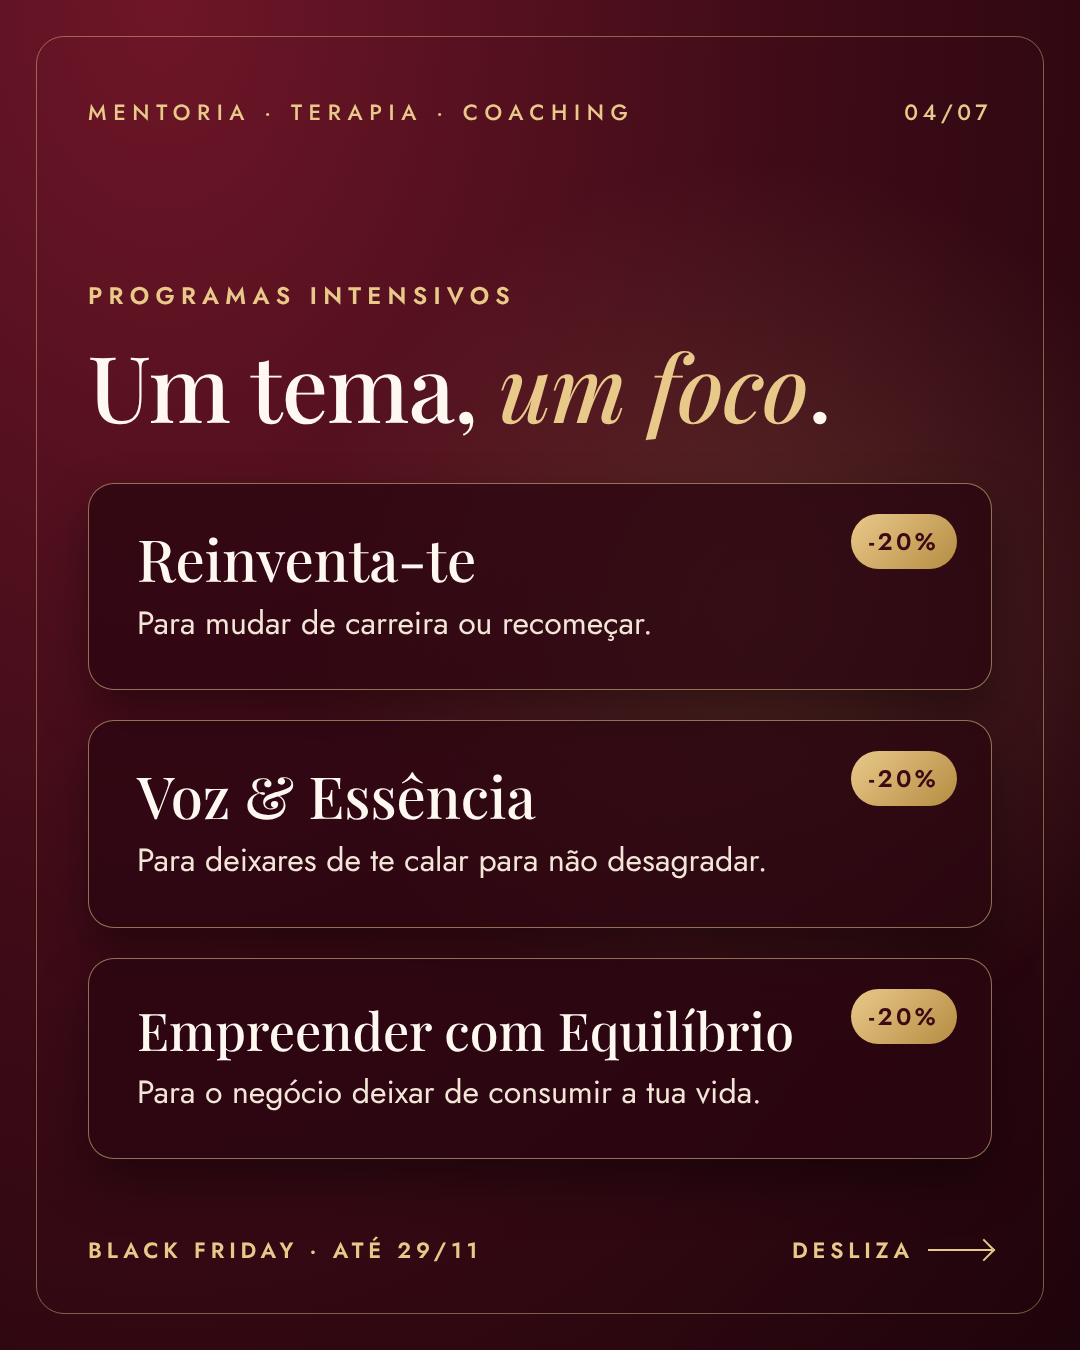 MENTORIA · TERAPIA · COACHING
04/07
PROGRAMAS INTENSIVOS
Um tema, um foco.
Reinventa-te
-20%
Para mudar de carreira ou recomeçar.
Voz & Essência
-20%
Para deixares de te calar para não desagradar.
Empreender com Equilíbrio
-20%
Para o negócio deixar de consumir a tua vida.
BLACK FRIDAY · ATÉ 29/11
DESLIZA